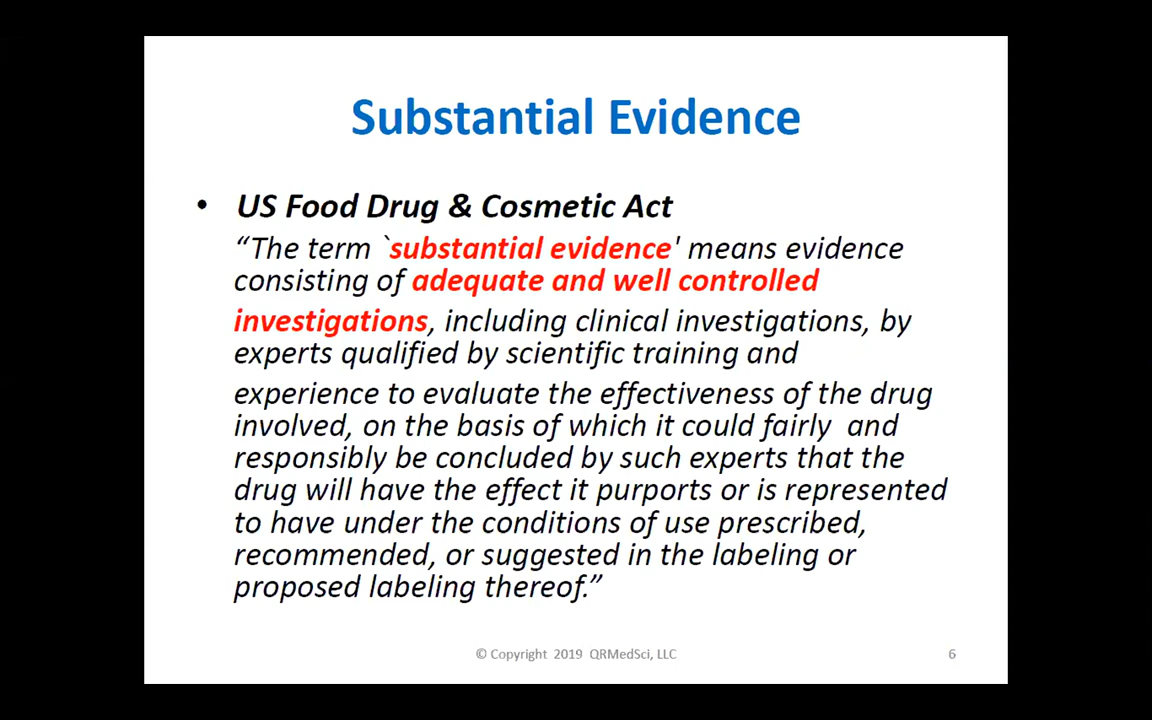 Substantial Evidence
• US Food Drug & Cosmetic Act
“The term `substantial evidence' means evidence
consisting of adequate and well controlled
investigations, including clinical investigations, by
experts qualified by scientific training and
experience to evaluate the effectiveness of the drug
involved, on the basis of which it could fairly  and
responsibly be concluded by such experts that the
drug will have the effect it purports or is represented
to have under the conditions of use prescribed,
recommended, or suggested in the labeling or
proposed labeling thereof.”
© Copyright  2019  QRMedSci, LLC
6